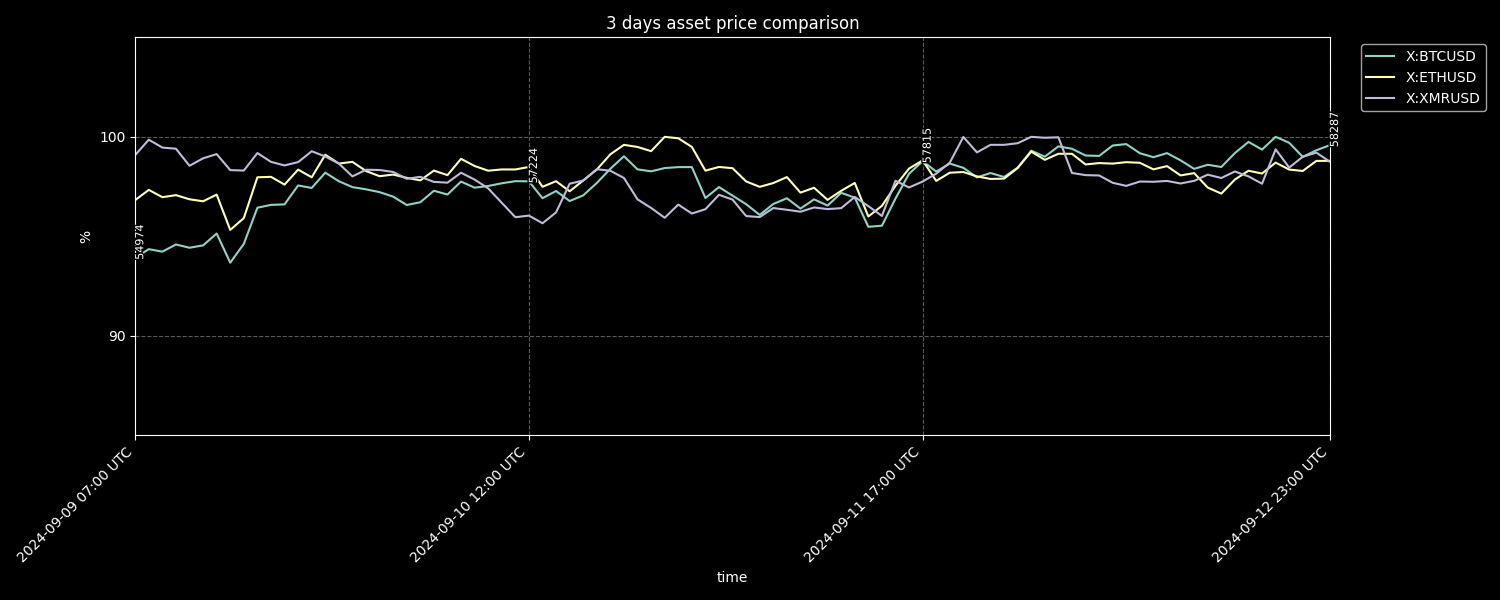 3 days asset price comparison
X:BTCUSD
X:ETHUSD
X:XMRUSD
100
90
%
54974
57224
57815
58287
2024-09-09 07:00 UTC
2024-09-10 12:00 UTC
2024-09-11 17:00 UTC
2024-09-12 23:00 UTC
time